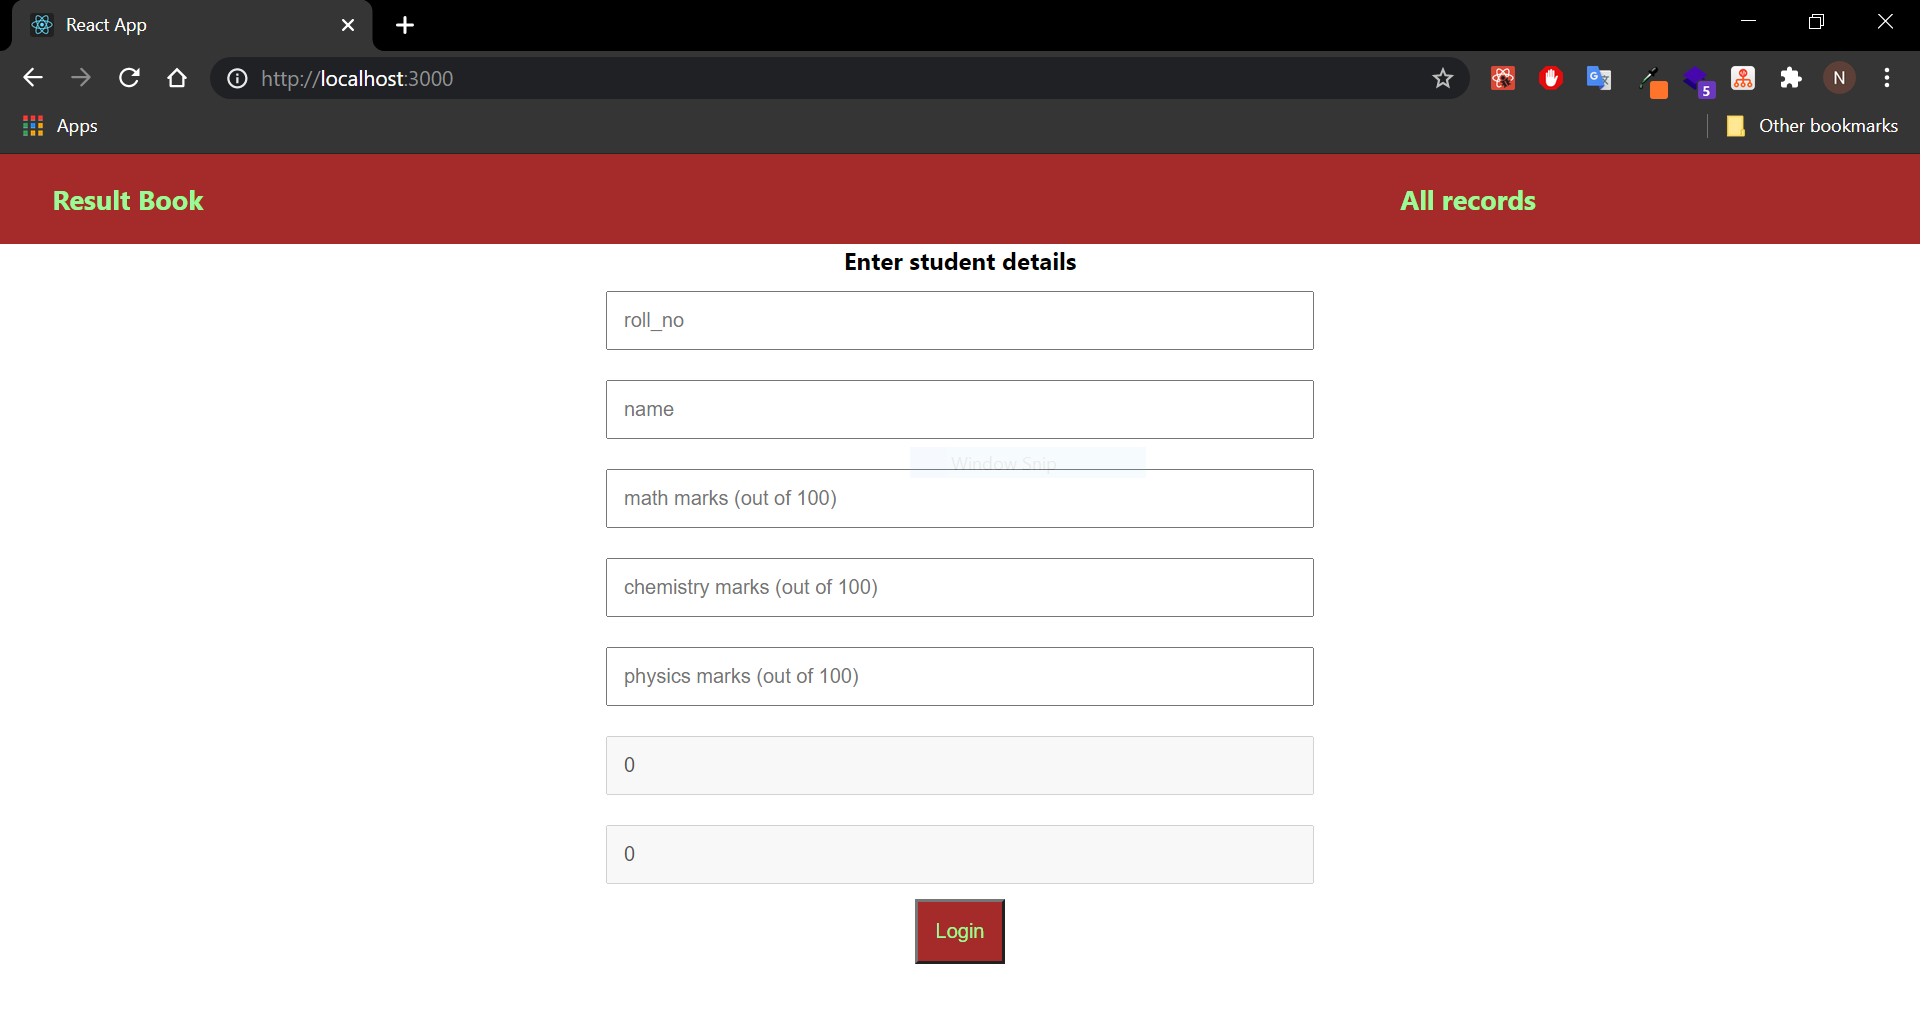 React App
http://localhost:3000
5
N
Apps
Other bookmarks
Result Book
All records
Enter student details
roll_no
name
Window Snip
math marks (out of 100)
chemistry marks (out of 100)
physics marks (out of 100)
0
0
Login